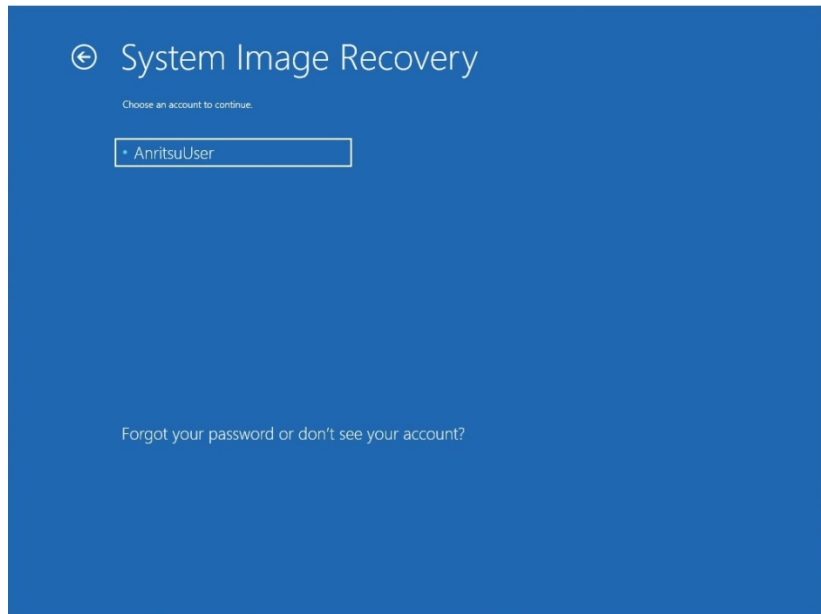 System Image Recovery
Choose an account to continue.
AnritsuUser
Forgot your password or don't see your account?